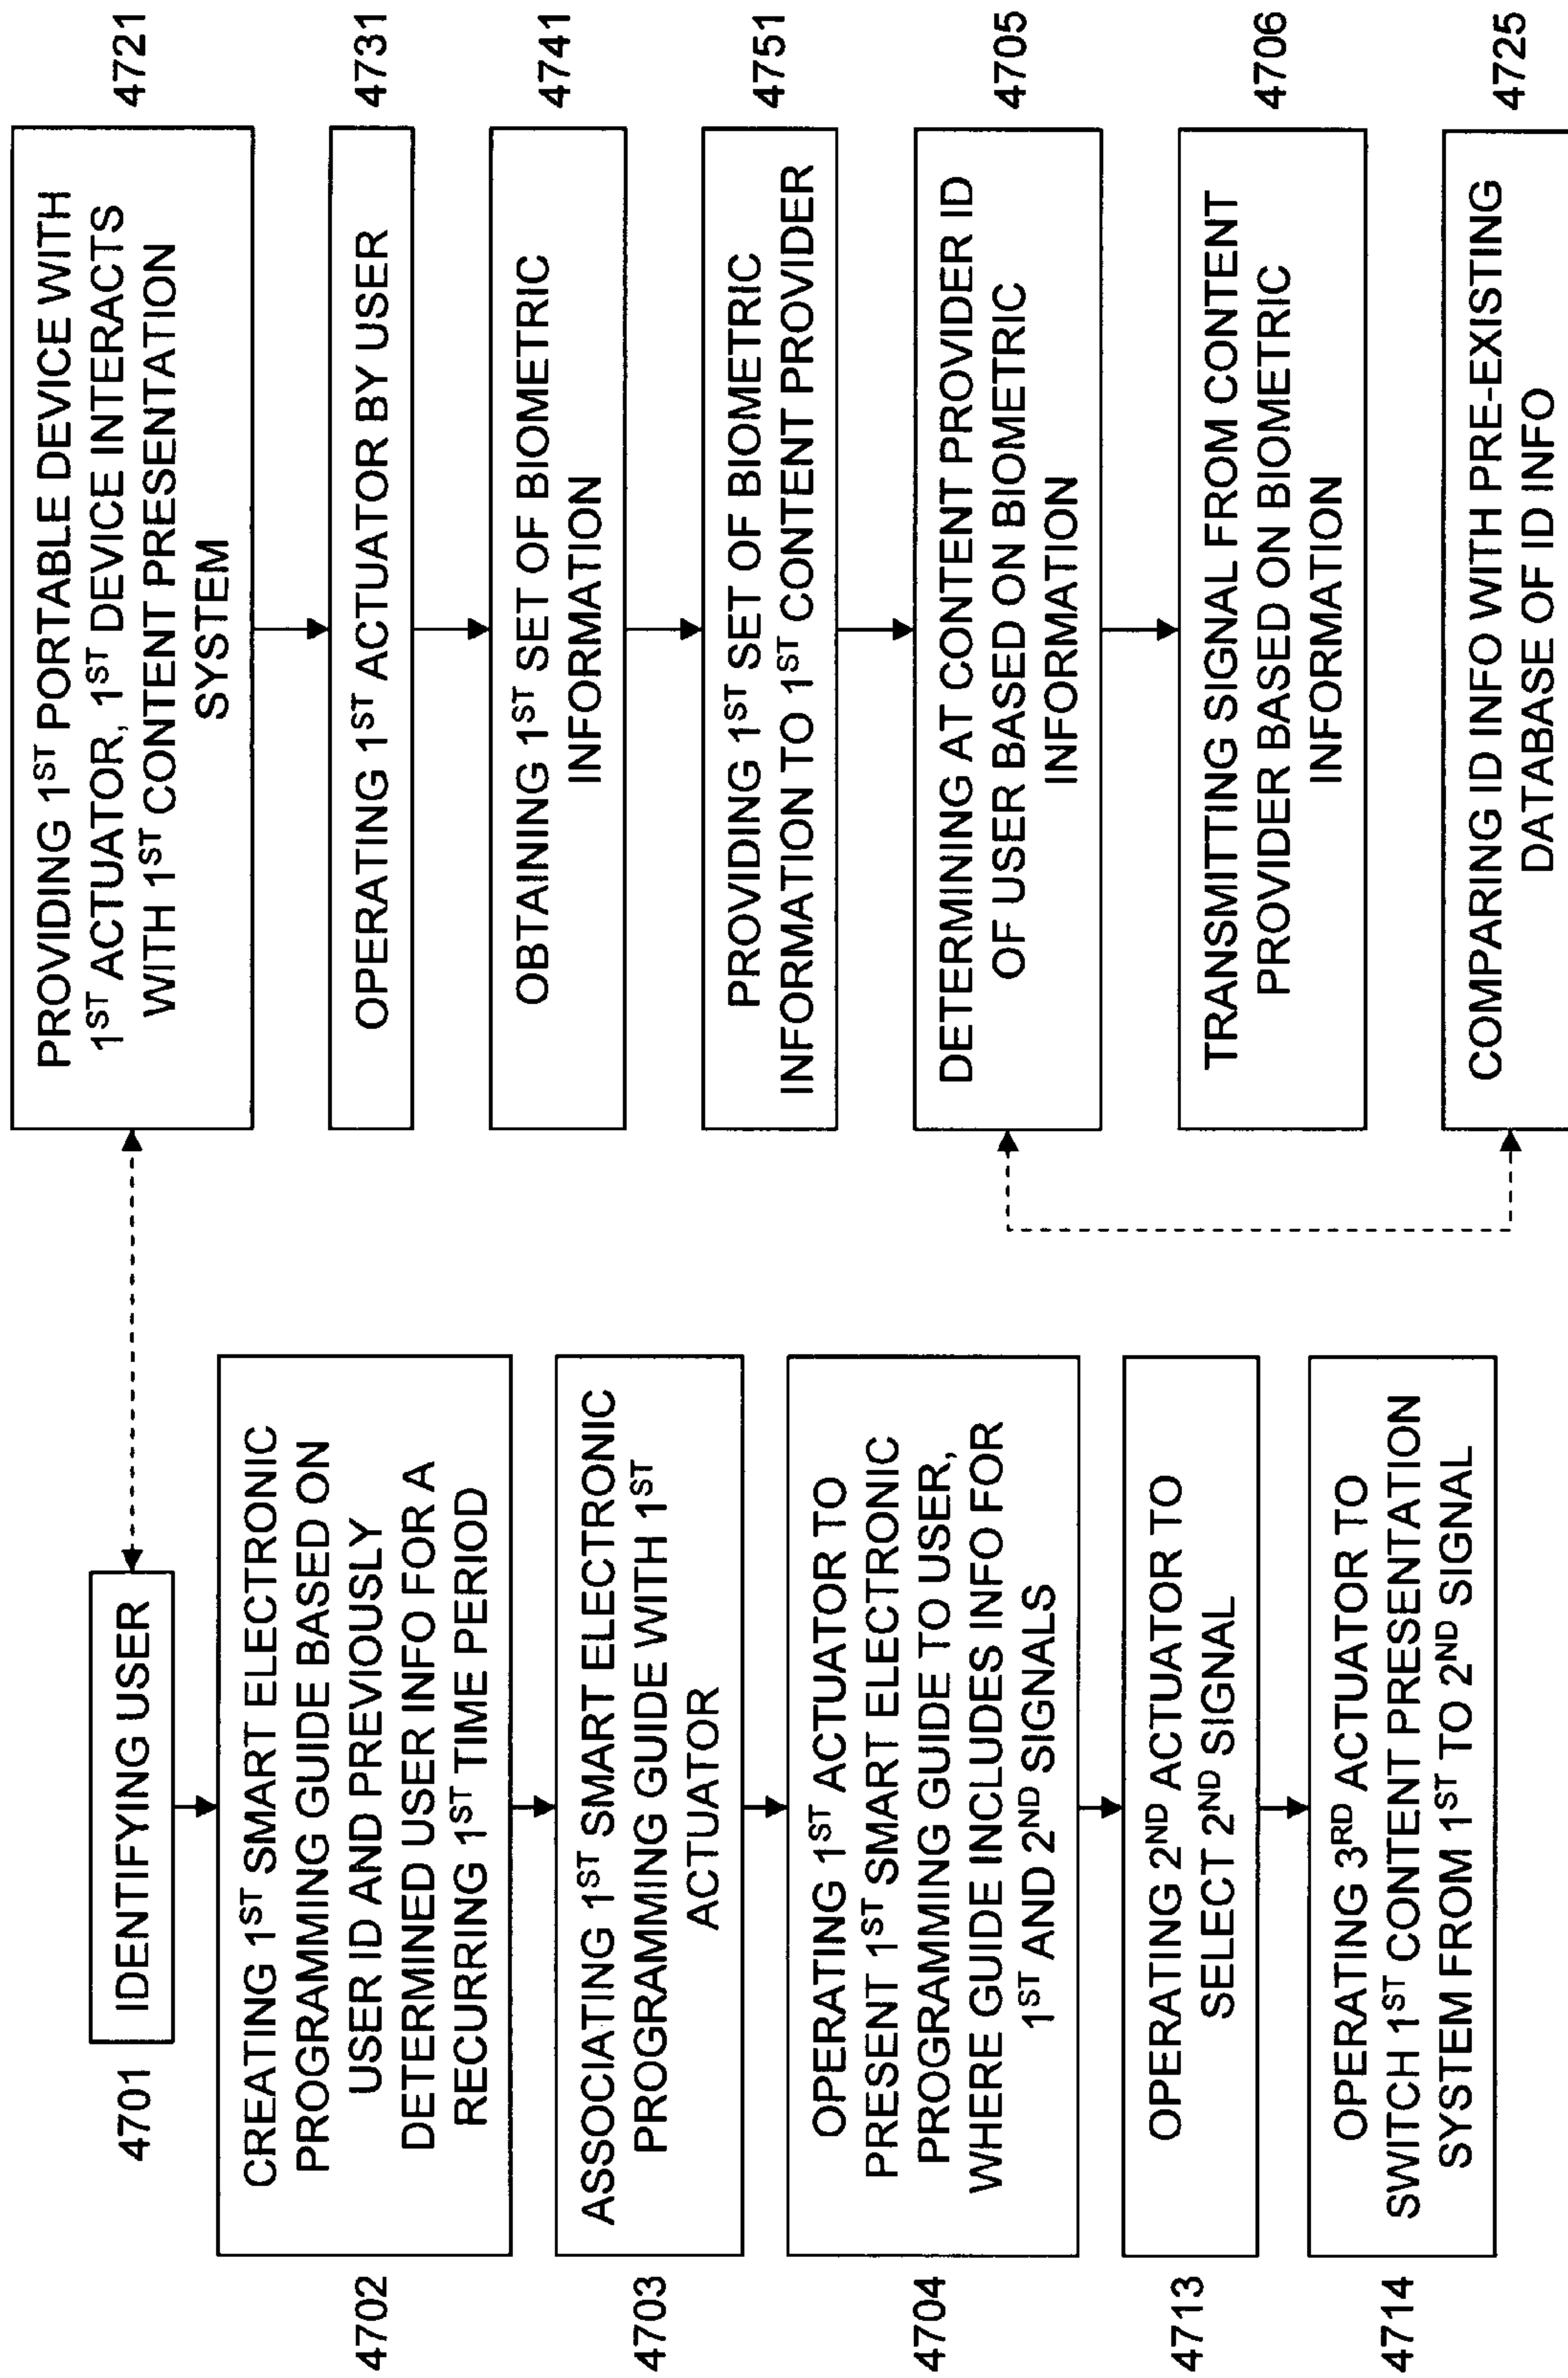 4701
IDENTIFYING USER
4702
CREATING 1ST SMART ELECTRONIC
PROGRAMMING GUIDE BASED ON
USER ID AND PREVIOUSLY
DETERMINED USER INFO FOR A
RECURRING 1ST TIME PERIOD
4703
ASSOCIATING 1ST SMART ELECTRONIC
PROGRAMMING GUIDE WITH 1ST
ACTUATOR
4704
OPERATING 1ST ACTUATOR TO
PRESENT 1ST SMART ELECTRONIC
PROGRAMMING GUIDE TO USER,
WHERE GUIDE INCLUDES INFO FOR
1ST AND 2ND SIGNALS
4713
OPERATING 2ND ACTUATOR TO
SELECT 2ND SIGNAL
4714
OPERATING 3RD ACTUATOR TO
SWITCH 1ST CONTENT PRESENTATION
SYSTEM FROM 1ST TO 2ND SIGNAL
PROVIDING 1ST PORTABLE DEVICE WITH
1ST ACTUATOR, 1ST DEVICE INTERACTS
WITH 1ST CONTENT PRESENTATION
SYSTEM
4721
OPERATING 1ST ACTUATOR BY USER
4731
OBTAINING 1ST SET OF BIOMETRIC
INFORMATION
4741
PROVIDING 1ST SET OF BIOMETRIC
INFORMATION TO 1ST CONTENT PROVIDER
4751
DETERMINING AT CONTENT PROVIDER ID
OF USER BASED ON BIOMETRIC
INFORMATION
4705
TRANSMITTING SIGNAL FROM CONTENT
PROVIDER BASED ON BIOMETRIC
INFORMATION
4706
COMPARING ID INFO WITH PRE-EXISTING
DATABASE OF ID INFO
4725